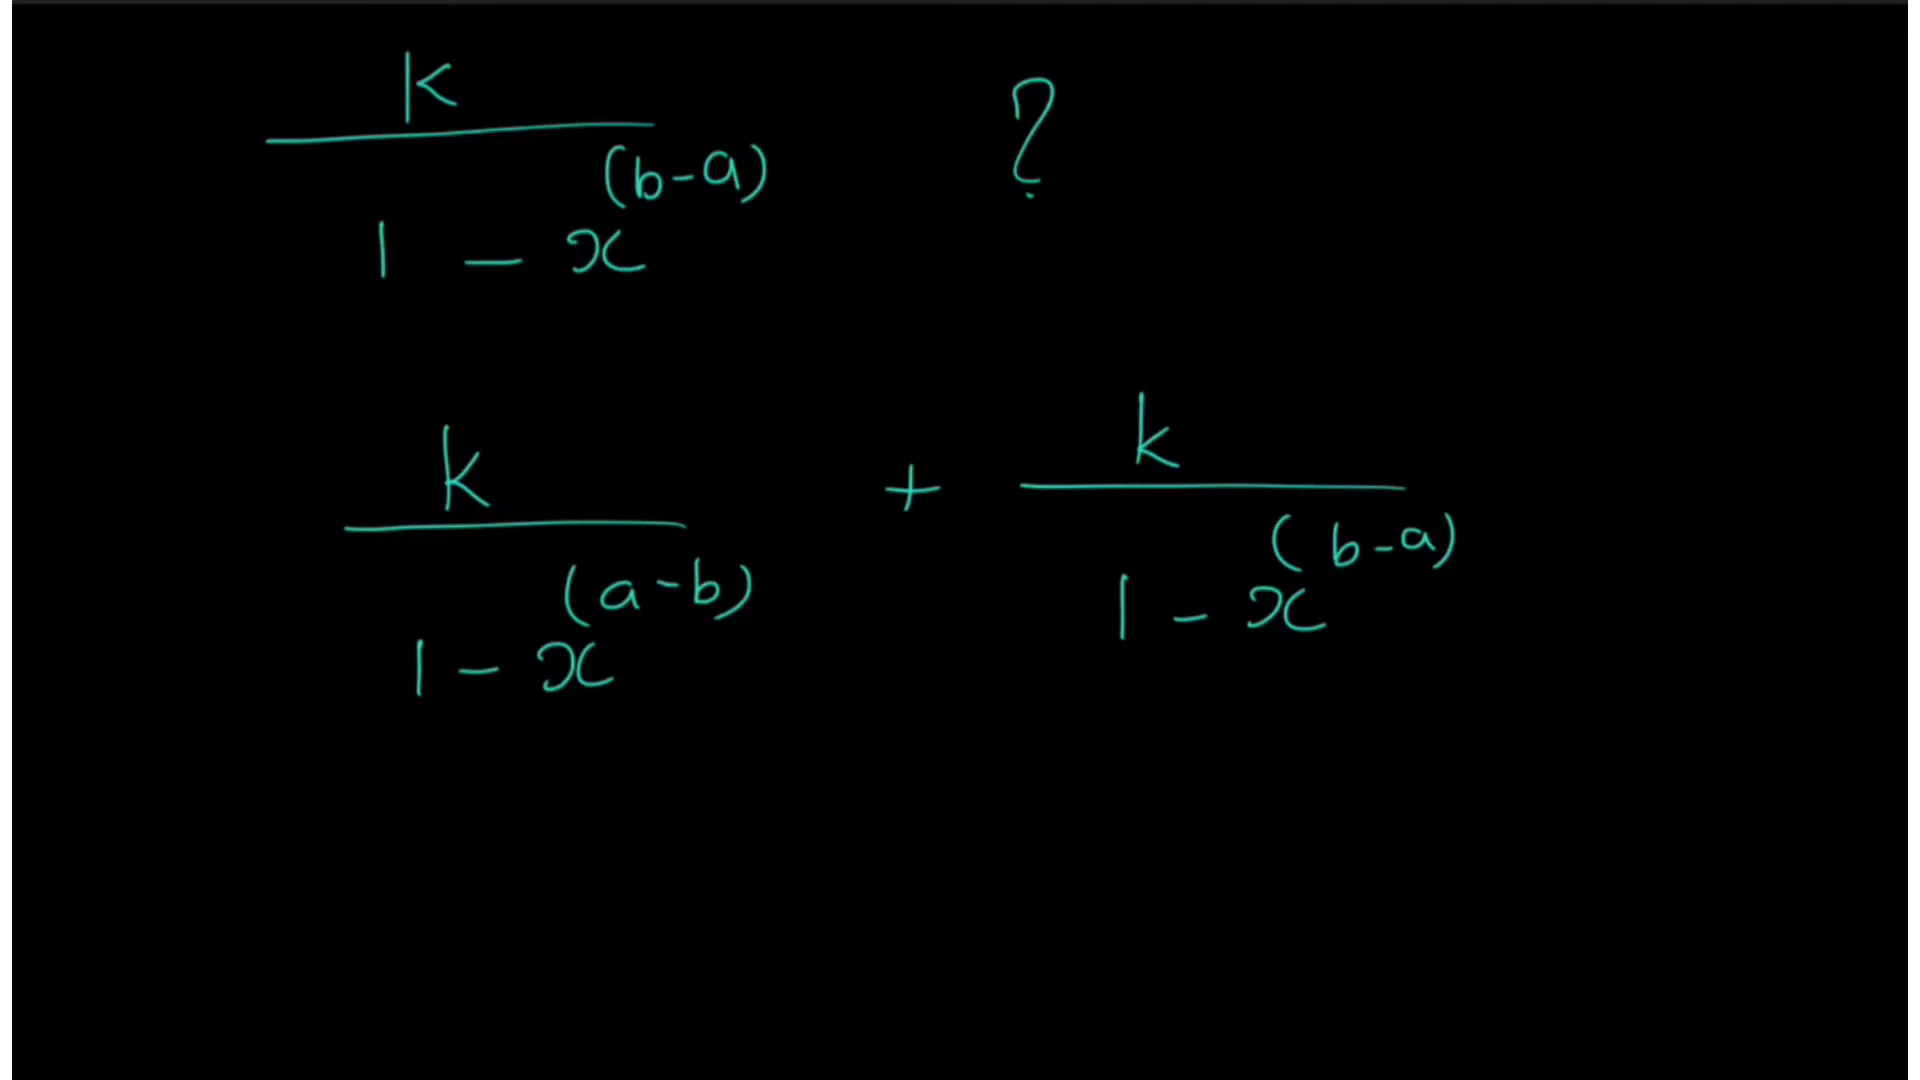 k
(b-a) ?
1 - x
k k
+
(a-b) (b-a)
1 - x 1 - x